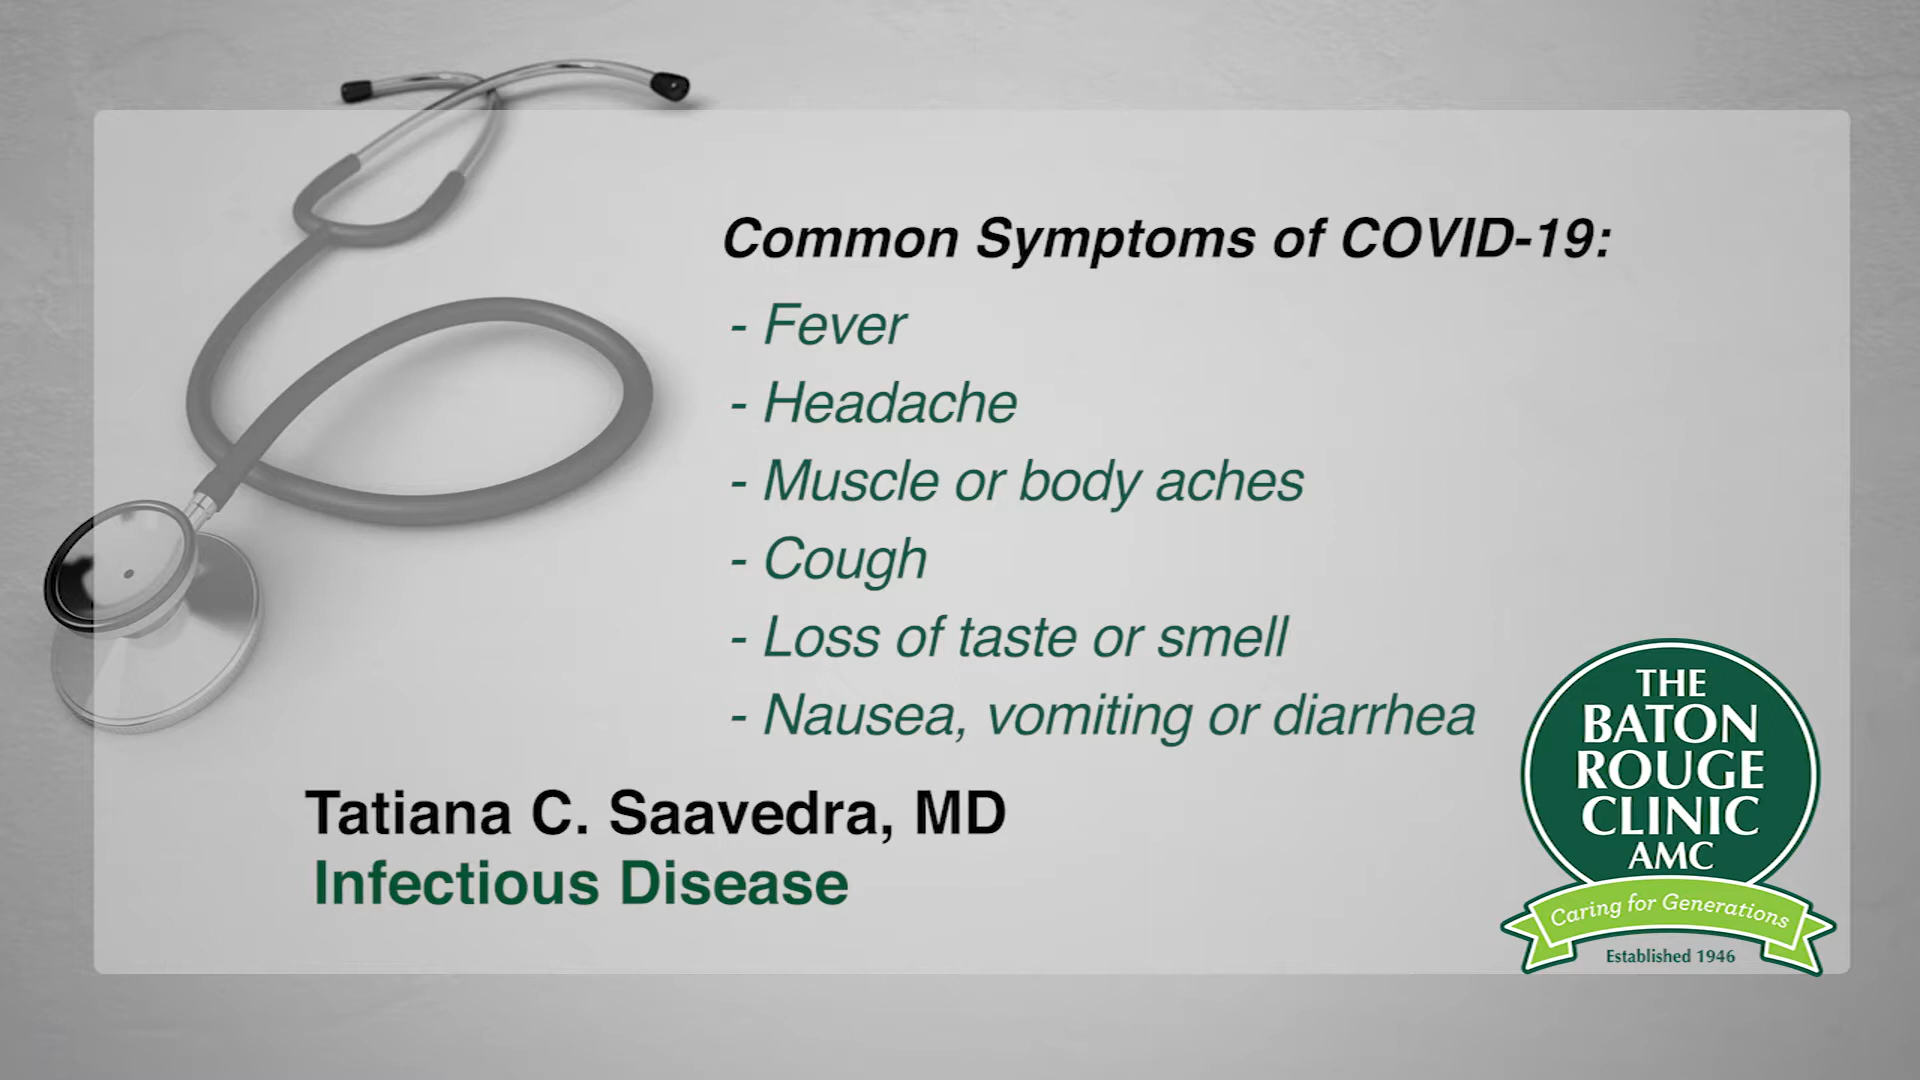 Common Symptoms of COVID-19:
- Fever
- Headache
- Muscle or body aches
- Cough
- Loss of taste or smell
- Nausea, vomiting or diarrhea
Tatiana C. Saavedra, MD
Infectious Disease
THE
BATON
ROUGE
CLINIC
AMC
Caring for Generations
Established 1946